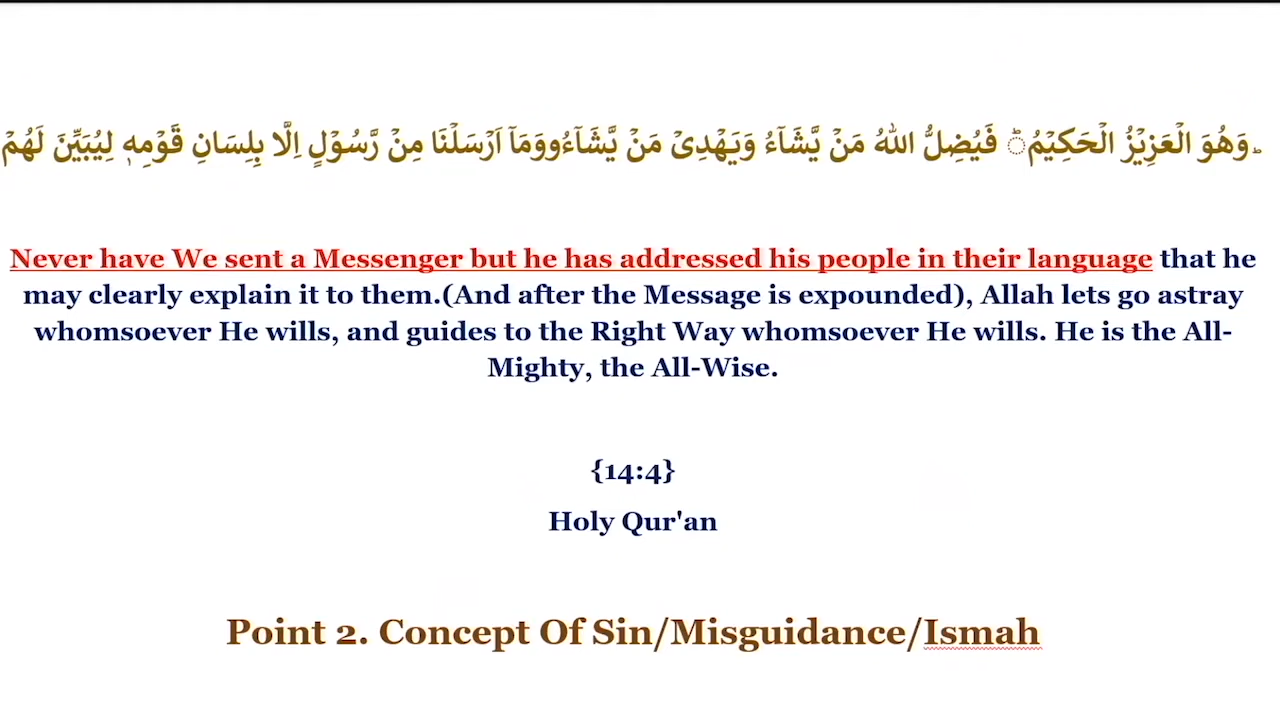 ـوَهُوَ الْعَزِيْزُ الْحَكِيْمُ ؕ فَيُضِلُّ اللّٰهُ مَنْ يَّشَآءُ وَيَهْدِىْ مَنْ يَّشَآءُووَمَآ اَرْسَلْنَا مِنْ رَّسُوْلٍ اِلَّا بِلِسَانِ قَوْمِهٖ لِيُبَيِّنَ لَهُمْ
Never have We sent a Messenger but he has addressed his people in their language that he
may clearly explain it to them.(And after the Message is expounded), Allah lets go astray
whomsoever He wills, and guides to the Right Way whomsoever He wills. He is the All-
Mighty, the All-Wise.
{14:4}
Holy Qur'an
Point 2. Concept Of Sin/Misguidance/Ismah